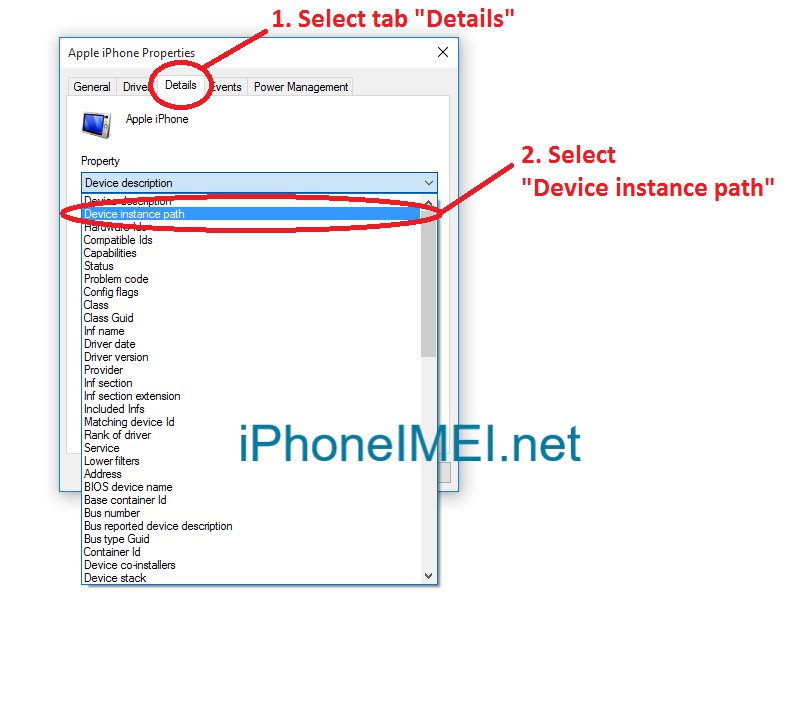 1. Select tab "Details"
Apple iPhone Properties
General Driver Details Events Power Management
Apple iPhone
Property
Device description
Device description
Device instance path
Hardware Ids
Compatible Ids
Capabilities
Status
Problem code
Config flags
Class
Class Guid
Inf name
Driver date
Driver version
Provider
Inf section
Inf section extension
Included Infs
Matching device Id
Rank of driver
Service
Lower filters
Address
BIOS device name
Base container Id
Bus number
Bus reported device description
Bus type Guid
Container Id
Device co-installers
Device stack
2. Select
"Device instance path"
iPhoneIMEI.net